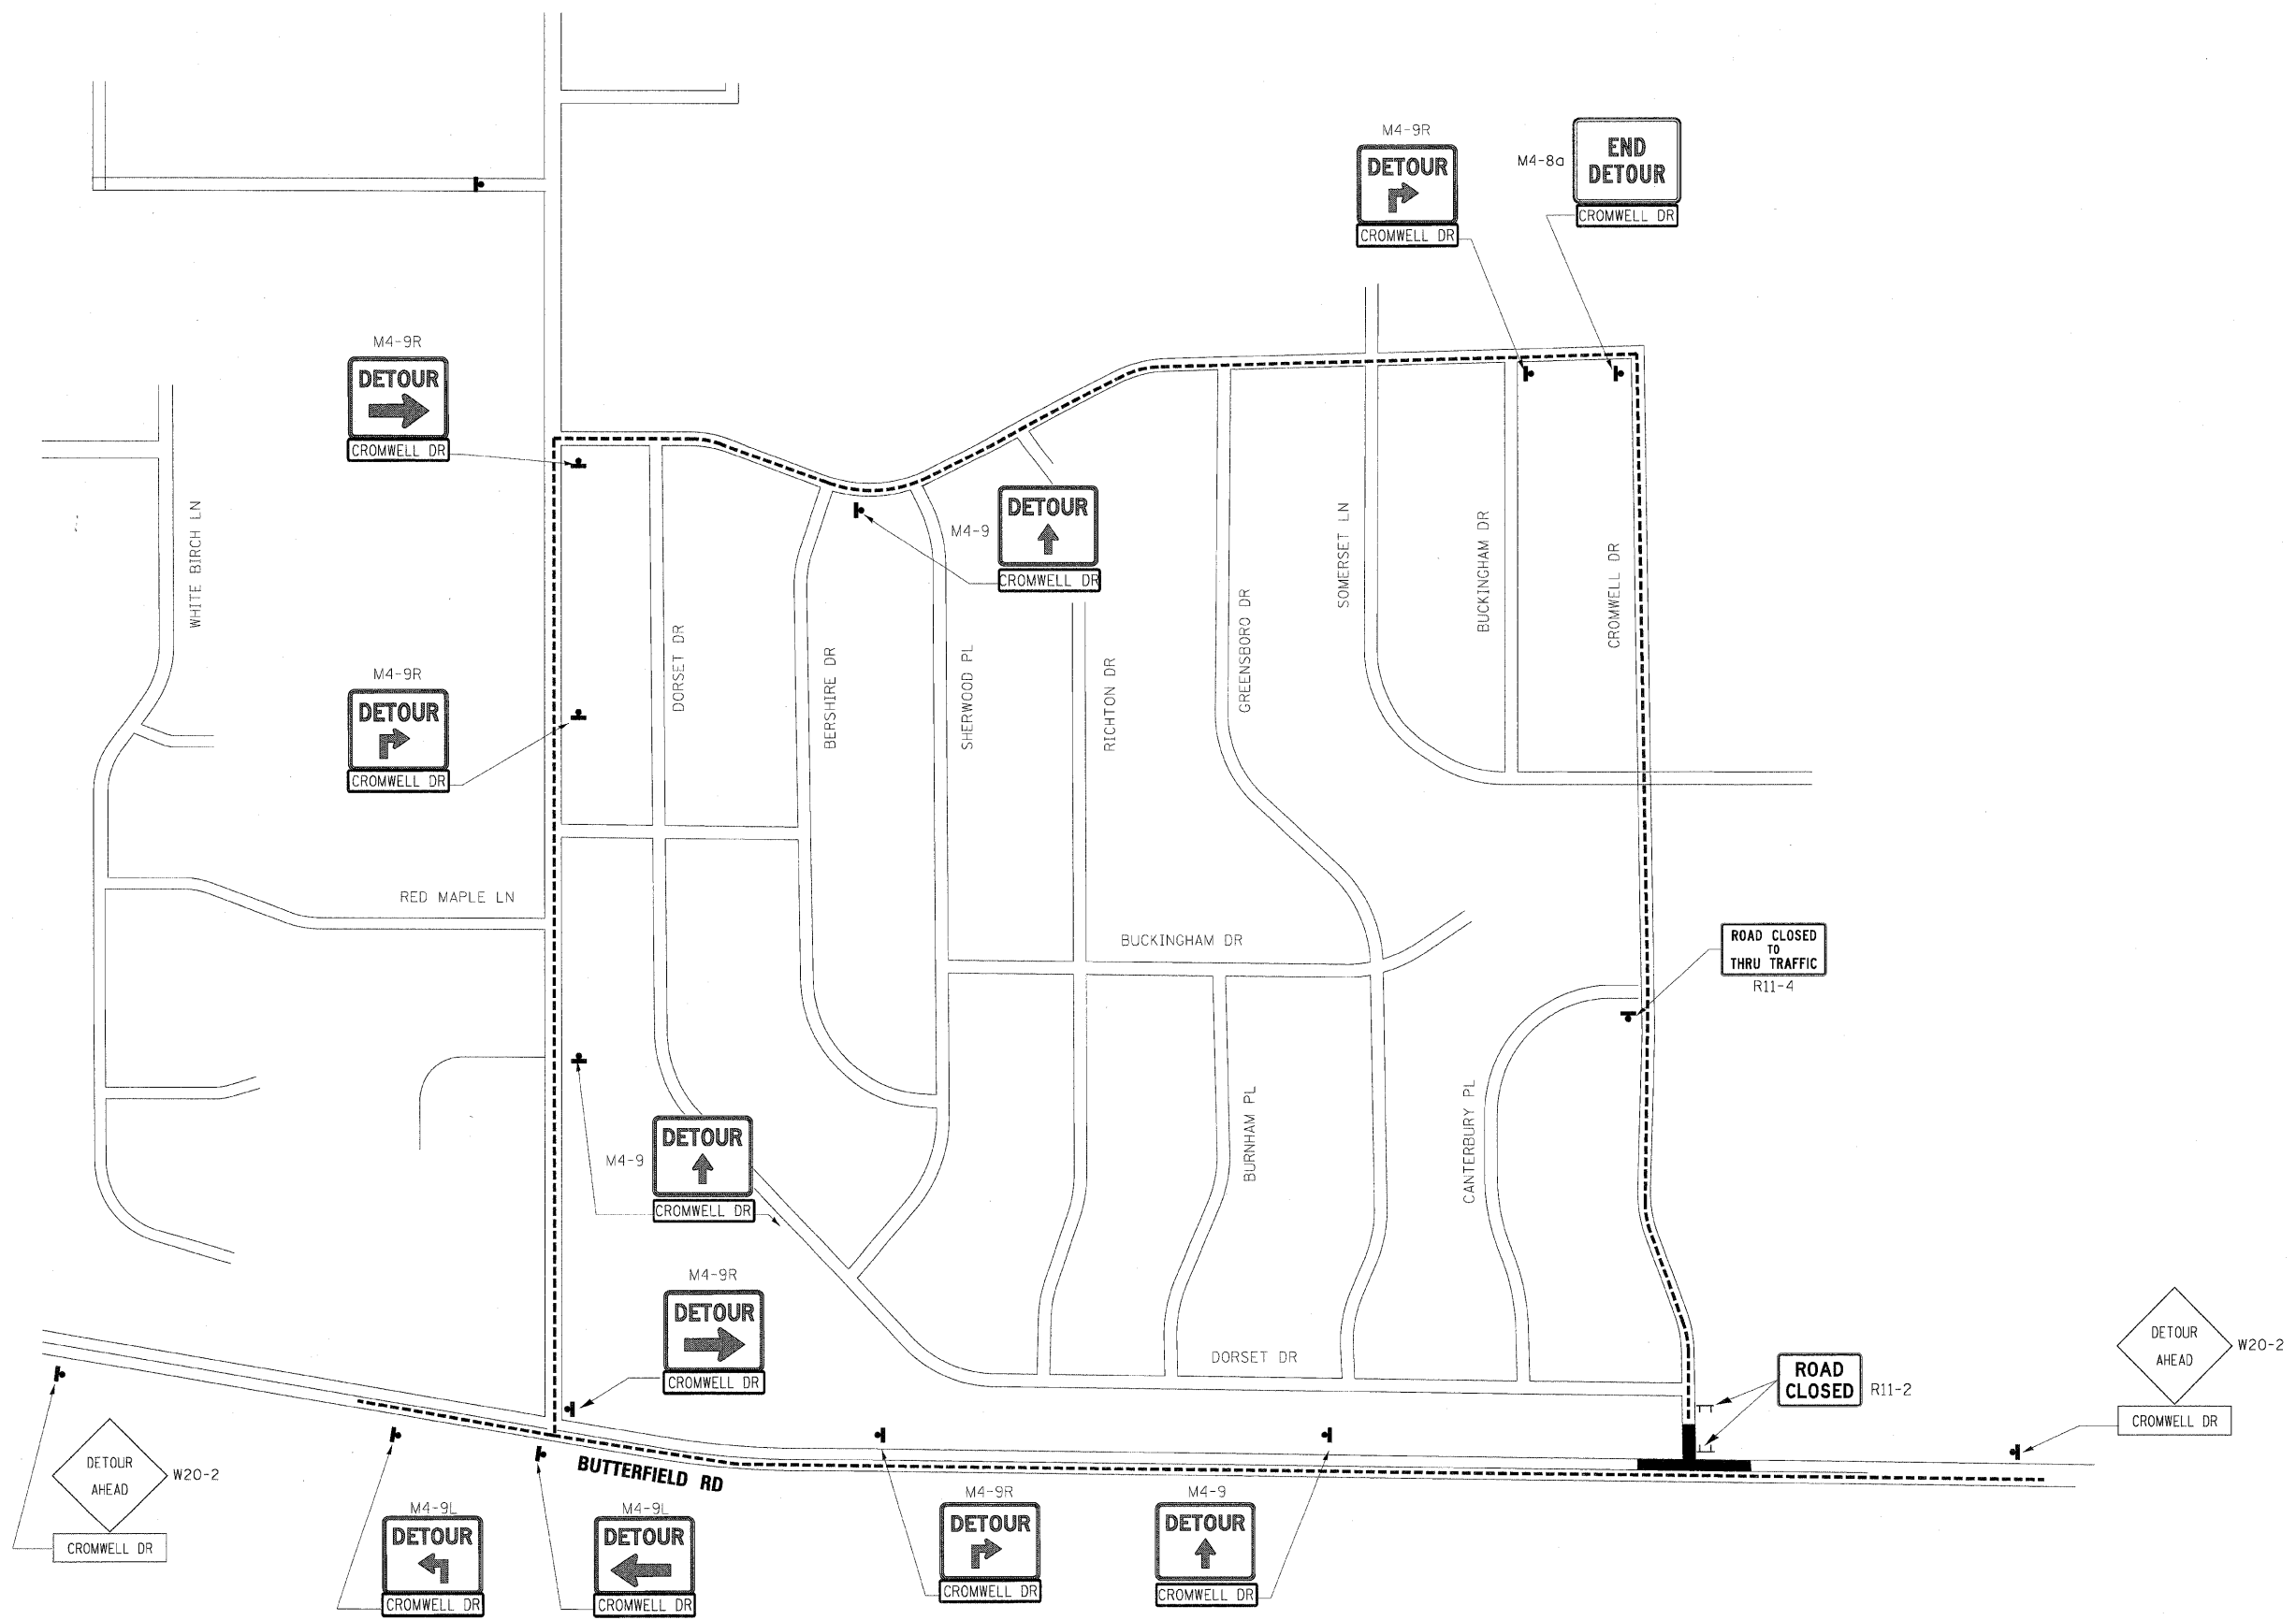 M4-9R
DETOUR
CROMWELL DR
M4-8a
END
DETOUR
CROMWELL DR
M4-9R
DETOUR
CROMWELL DR
M4-9
DETOUR
CROMWELL DR
M4-9R
DETOUR
CROMWELL DR
WHITE BIRCH LN
DORSET DR
BERSHIRE DR
SHERWOOD PL
RICHTON DR
GREENSBORO DR
SOMERSET LN
BUCKINGHAM DR
CROMWELL DR
RED MAPLE LN
BUCKINGHAM DR
ROAD CLOSED
TO
THRU TRAFFIC
R11-4
M4-9
DETOUR
CROMWELL DR
BURNHAM PL
CANTERBURY PL
M4-9R
DETOUR
CROMWELL DR
DORSET DR
ROAD
CLOSED
R11-2
DETOUR
AHEAD
W20-2
CROMWELL DR
BUTTERFIELD RD
DETOUR
AHEAD
W20-2
CROMWELL DR
M4-9L
DETOUR
CROMWELL DR
M4-9L
DETOUR
CROMWELL DR
M4-9R
DETOUR
CROMWELL DR
M4-9
DETOUR
CROMWELL DR